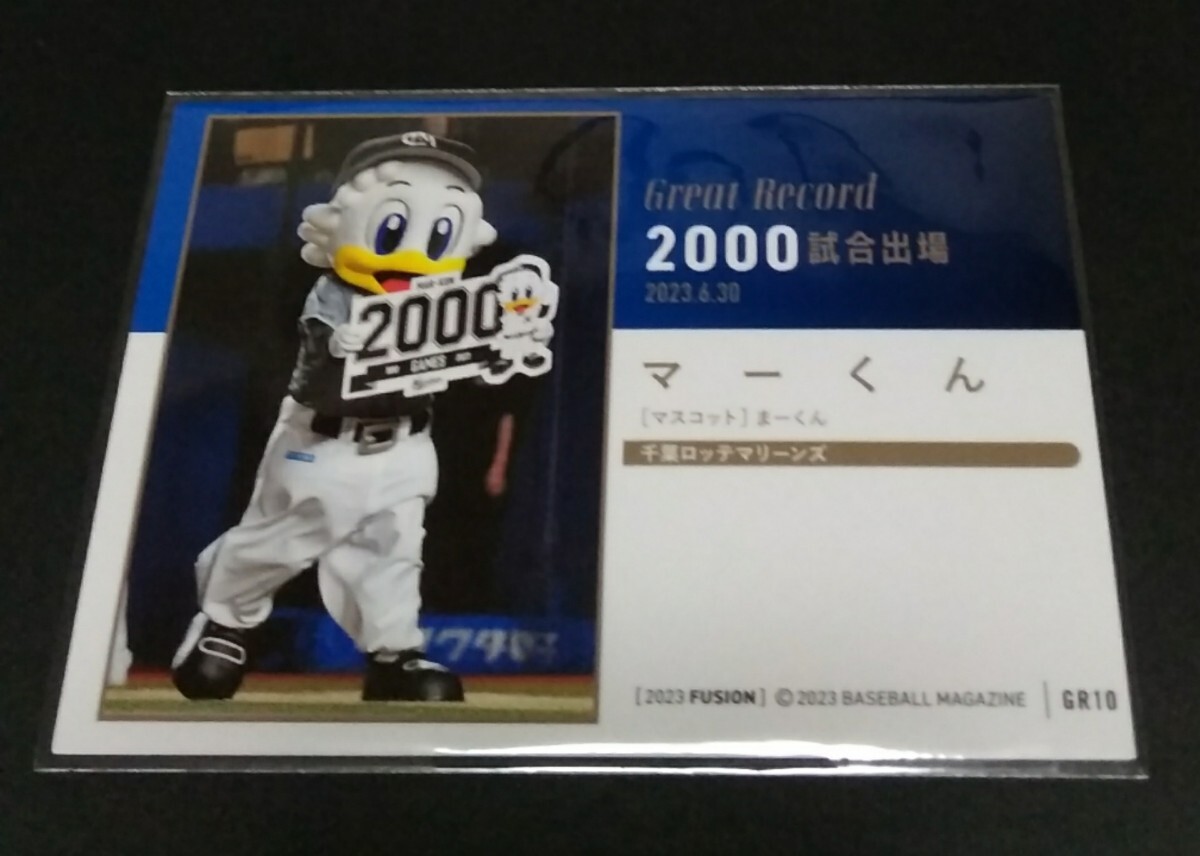 Great Record
2000試合出場
2023.6.30
マーくん
[マスコット] まーくん
千葉ロッテマリーンズ
[2023 FUSION] ©2023 BASEBALL MAGAZINE
GR10
MAR-KUN
2000
GAMES